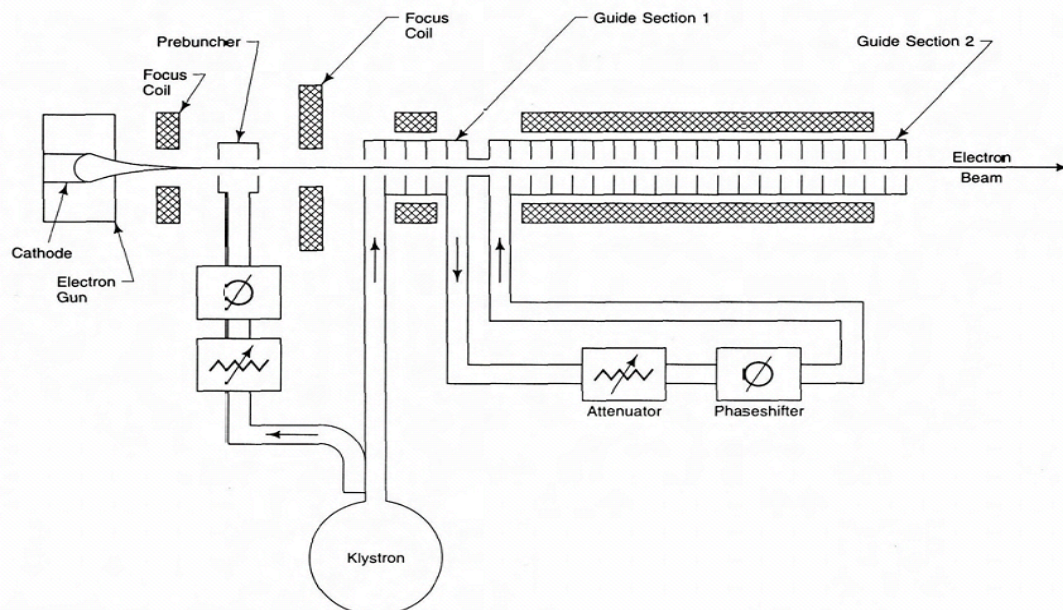 Focus
Coil
Guide Section 1
Prebuncher
Guide Section 2
Focus
Coil
Electron
Beam
Cathode
Electron
Gun
Attenuator
Phaseshifter
Klystron